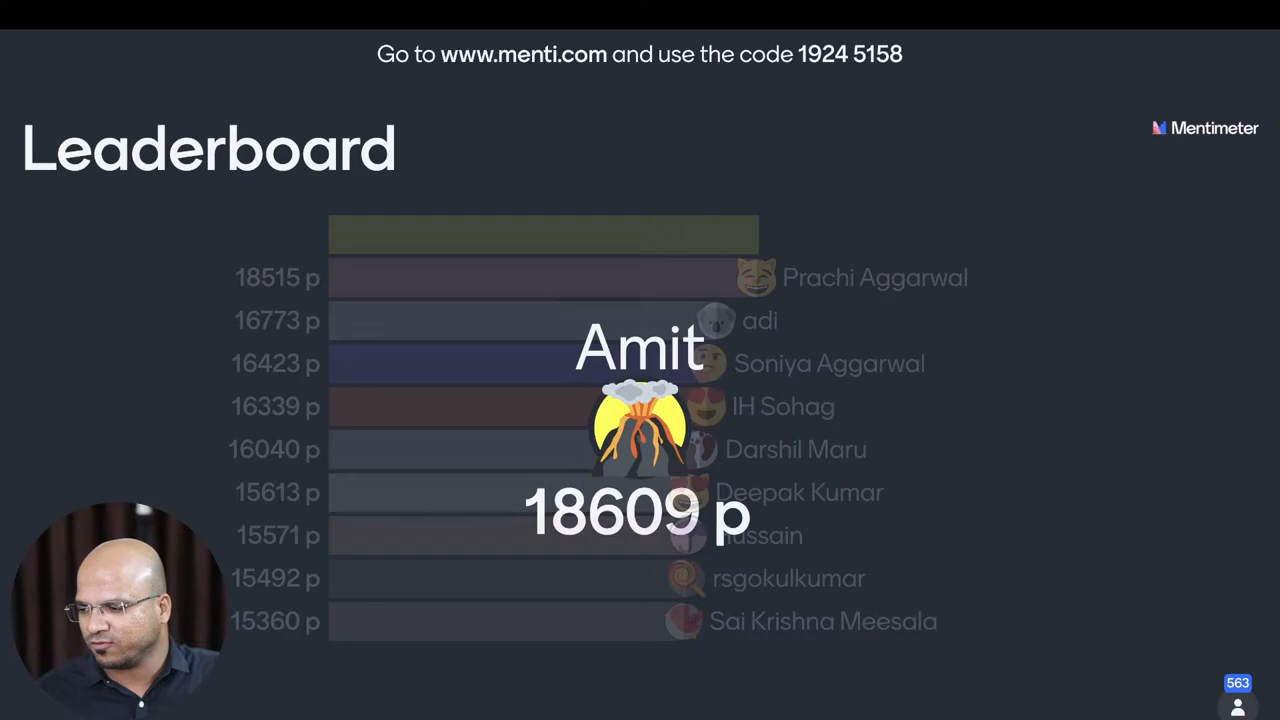 Go to www.menti.com and use the code 1924 5158
Leaderboard
Mentimeter
18515 p Prachi Aggarwal
16773 p adi
Amit
16423 p Soniya Aggarwal
16339 p IH Sohag
16040 p Darshil Maru
15613 p Deepak Kumar
18609 p
15571 p Hussain
15492 p rsgokulkumar
15360 p Sai Krishna Meesala
563